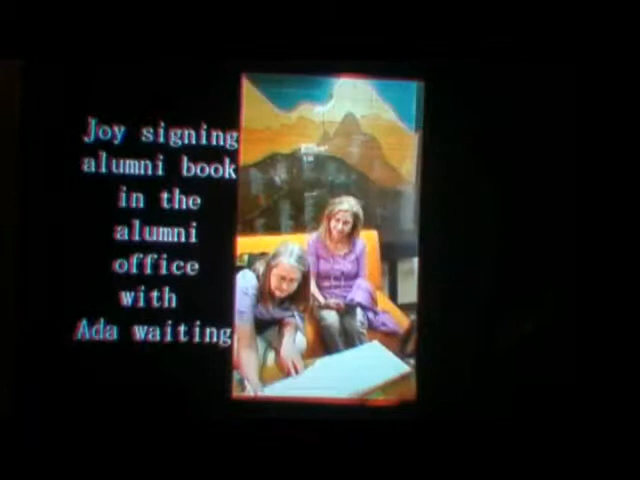 Joy signing
alumni book
in the
alumni
office
with
Ada waiting